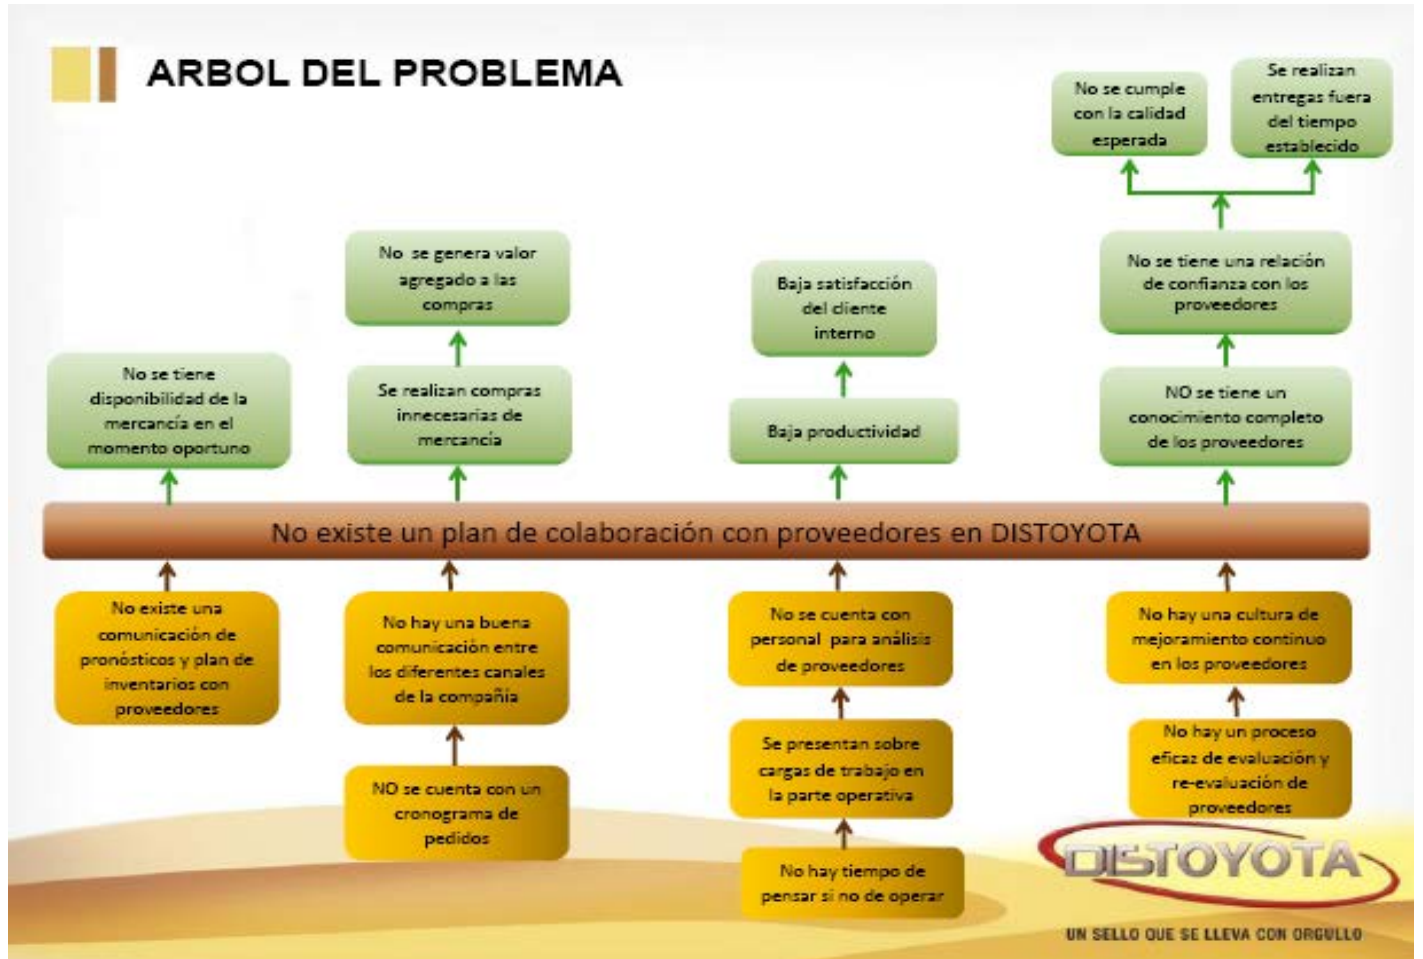 ARBOL DEL PROBLEMA
No se cumple
con la calidad
esperada
Se realizan
entregas fuera
del tiempo
establecido
No se genera valor
agregado a las
compras
Baja satisfacción
del cliente
interno
No se tiene una relación
de confianza con los
proveedores
No se tiene
disponibilidad de la
mercancía en el
momento oportuno
Se realizan compras
innecesarias de
mercancía
Baja productividad
NO se tiene un
conocimiento completo
de los proveedores
No existe un plan de colaboración con proveedores en DISTOYOTA
No existe una
comunicación de
pronósticos y plan de
inventarios con
proveedores
No hay una buena
comunicación entre
los diferentes canales
de la compañía
No se cuenta con
personal para análisis
de proveedores
No hay una cultura de
mejoramiento continuo
en los proveedores
NO se cuenta con un
cronograma de
pedidos
Se presentan sobre
cargas de trabajo en
la parte operativa
No hay un proceso
eficaz de evaluación y
re-evaluación de
proveedores
No hay tiempo de
pensar si no de operar
DISTOYOTA
UN SELLO QUE SE LLEVA CON ORGULLO